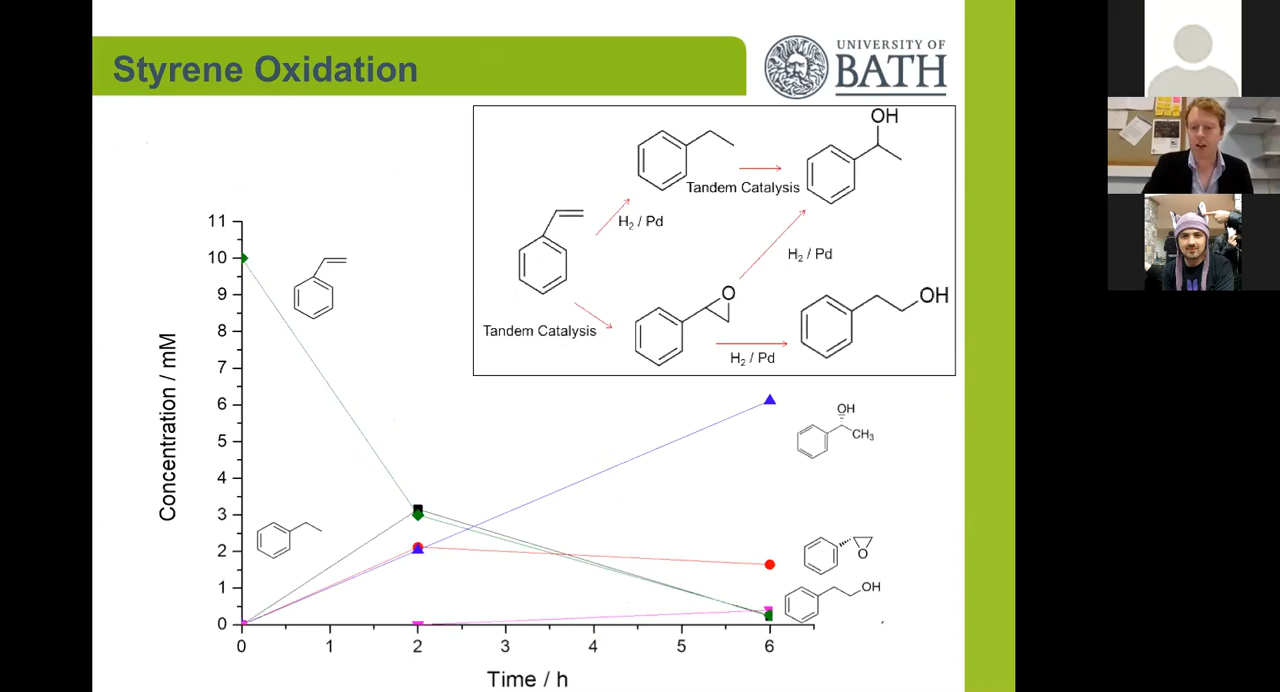 Styrene Oxidation
UNIVERSITY OF
BATH
OH
Tandem Catalysis
H2 / Pd
H2 / Pd
O
OH
Tandem Catalysis
H2 / Pd
11
10
9
8
7
6
5
4
3
2
1
0
Concentration / mM
OH
CH3
O
OH
0
1
2
3
4
5
6
Time / h